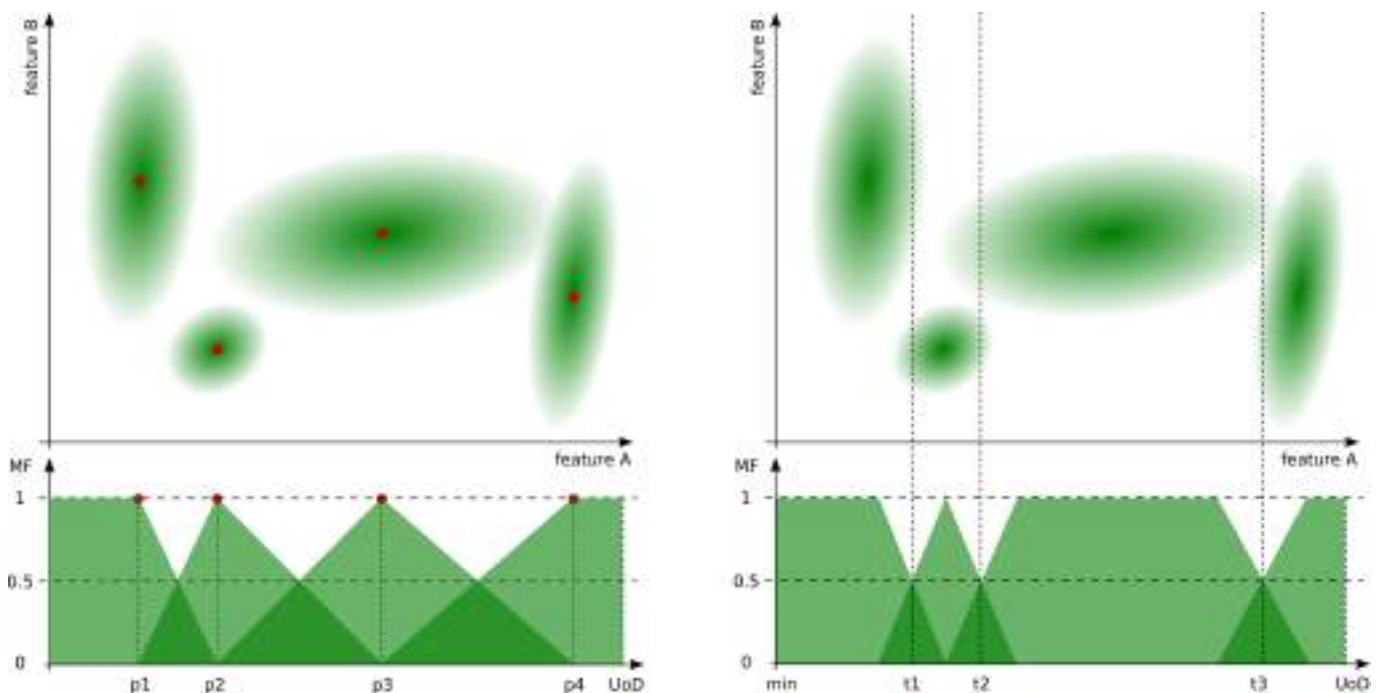 feature B
feature A
MF
1
0.5
0
p1 p2 p3 p4 UoD
feature B
feature A
MF
1
0.5
0
min t1 t2 t3 UoD